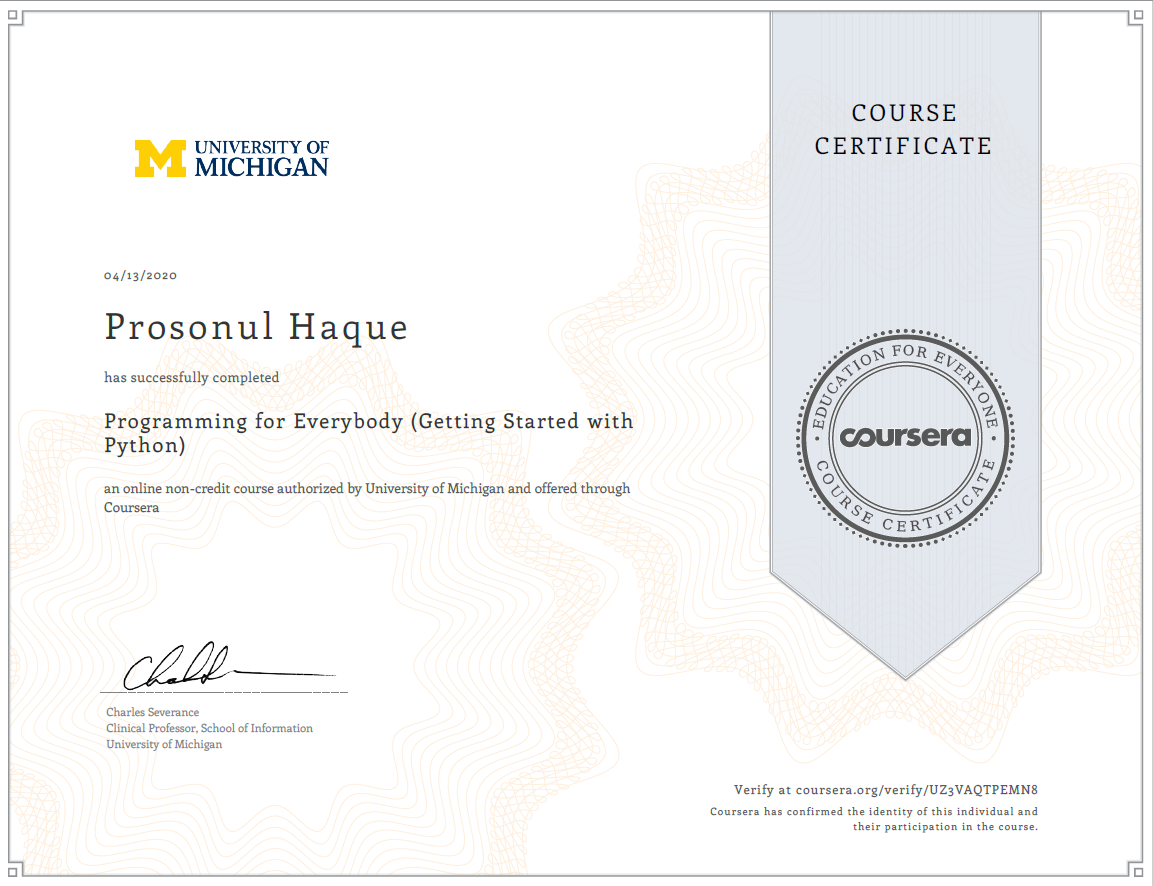 UNIVERSITY OF
MICHIGAN
COURSE
CERTIFICATE
04/13/2020
Prosonul Haque
has successfully completed
Programming for Everybody (Getting Started with
Python)
an online non-credit course authorized by University of Michigan and offered through
Coursera
EDUCATION FOR EVERYONE
coursera
COURSE CERTIFICATE
Charles Severance
Clinical Professor, School of Information
University of Michigan
Verify at coursera.org/verify/UZ3VAQTPEMN8
Coursera has confirmed the identity of this individual and
their participation in the course.